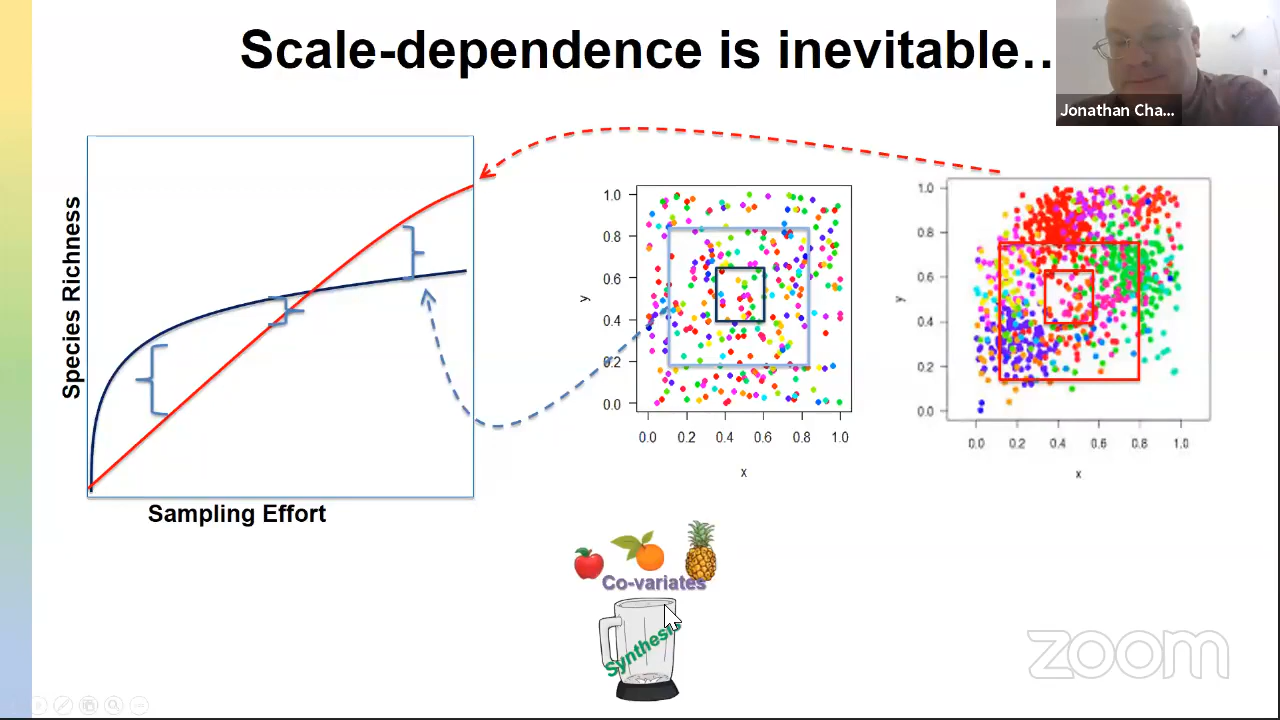 Scale-dependence is inevitable…
Jonathan Cha...
Species Richness
Sampling Effort
1.0
0.8
0.6
0.4
0.2
0.0
y
0.0 0.2 0.4 0.6 0.8 1.0
x
1.0
0.8
0.6
0.4
0.2
0.0
y
0.0 0.2 0.4 0.6 0.8 1.0
x
Co-variates
Synthesis
zoom